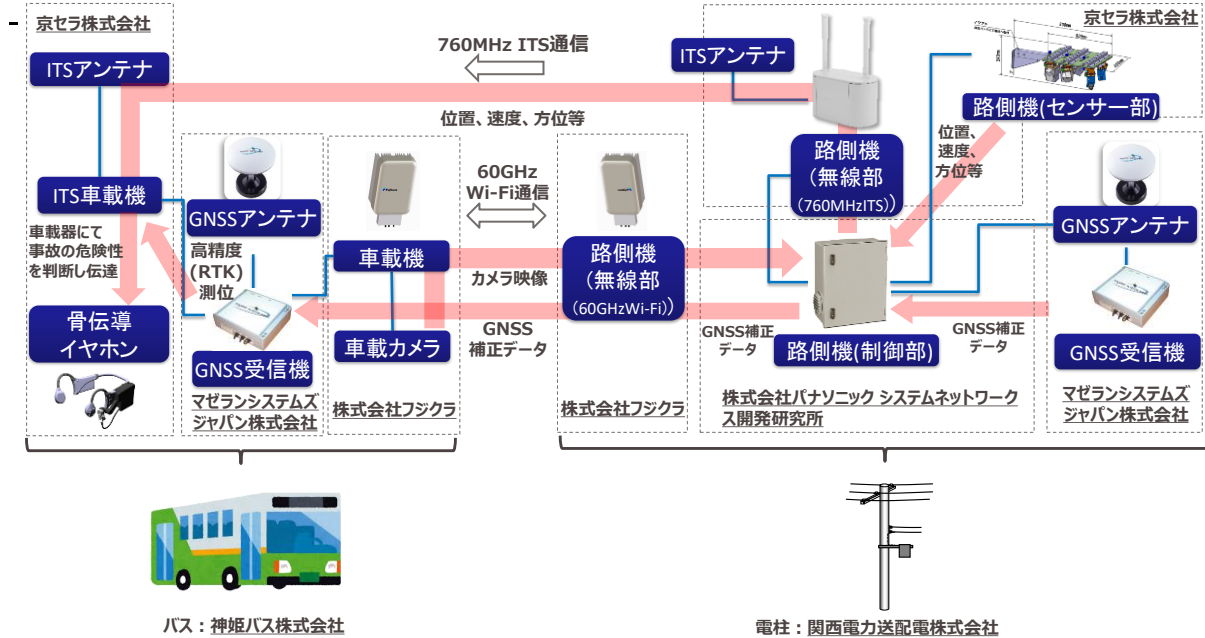 -
京セラ株式会社
ITSアンテナ
ITS車載機
車載器にて
事故の危険性
を判断し伝達
骨伝導
イヤホン
GNSSアンテナ
高精度
(RTK)
測位
GNSS受信機
マゼランシステムズ
ジャパン株式会社
760MHz ITS通信
位置、速度、方位等
60GHz
Wi-Fi通信
車載機
カメラ映像
車載カメラ
GNSS
補正データ
株式会社フジクラ
路側機
(無線部
(60GHzWi-Fi))
株式会社フジクラ
京セラ株式会社
ITSアンテナ
路側機(センサー部)
路側機
(無線部
(760MHzITS))
位置、
速度、
方位等
GNSS補正
データ
路側機(制御部)
株式会社パナソニック システムネットワーク
ス開発研究所
GNSS補正
データ
GNSSアンテナ
GNSS受信機
マゼランシステムズ
ジャパン株式会社
バス：神姫バス株式会社
電柱：関西電力送配電株式会社